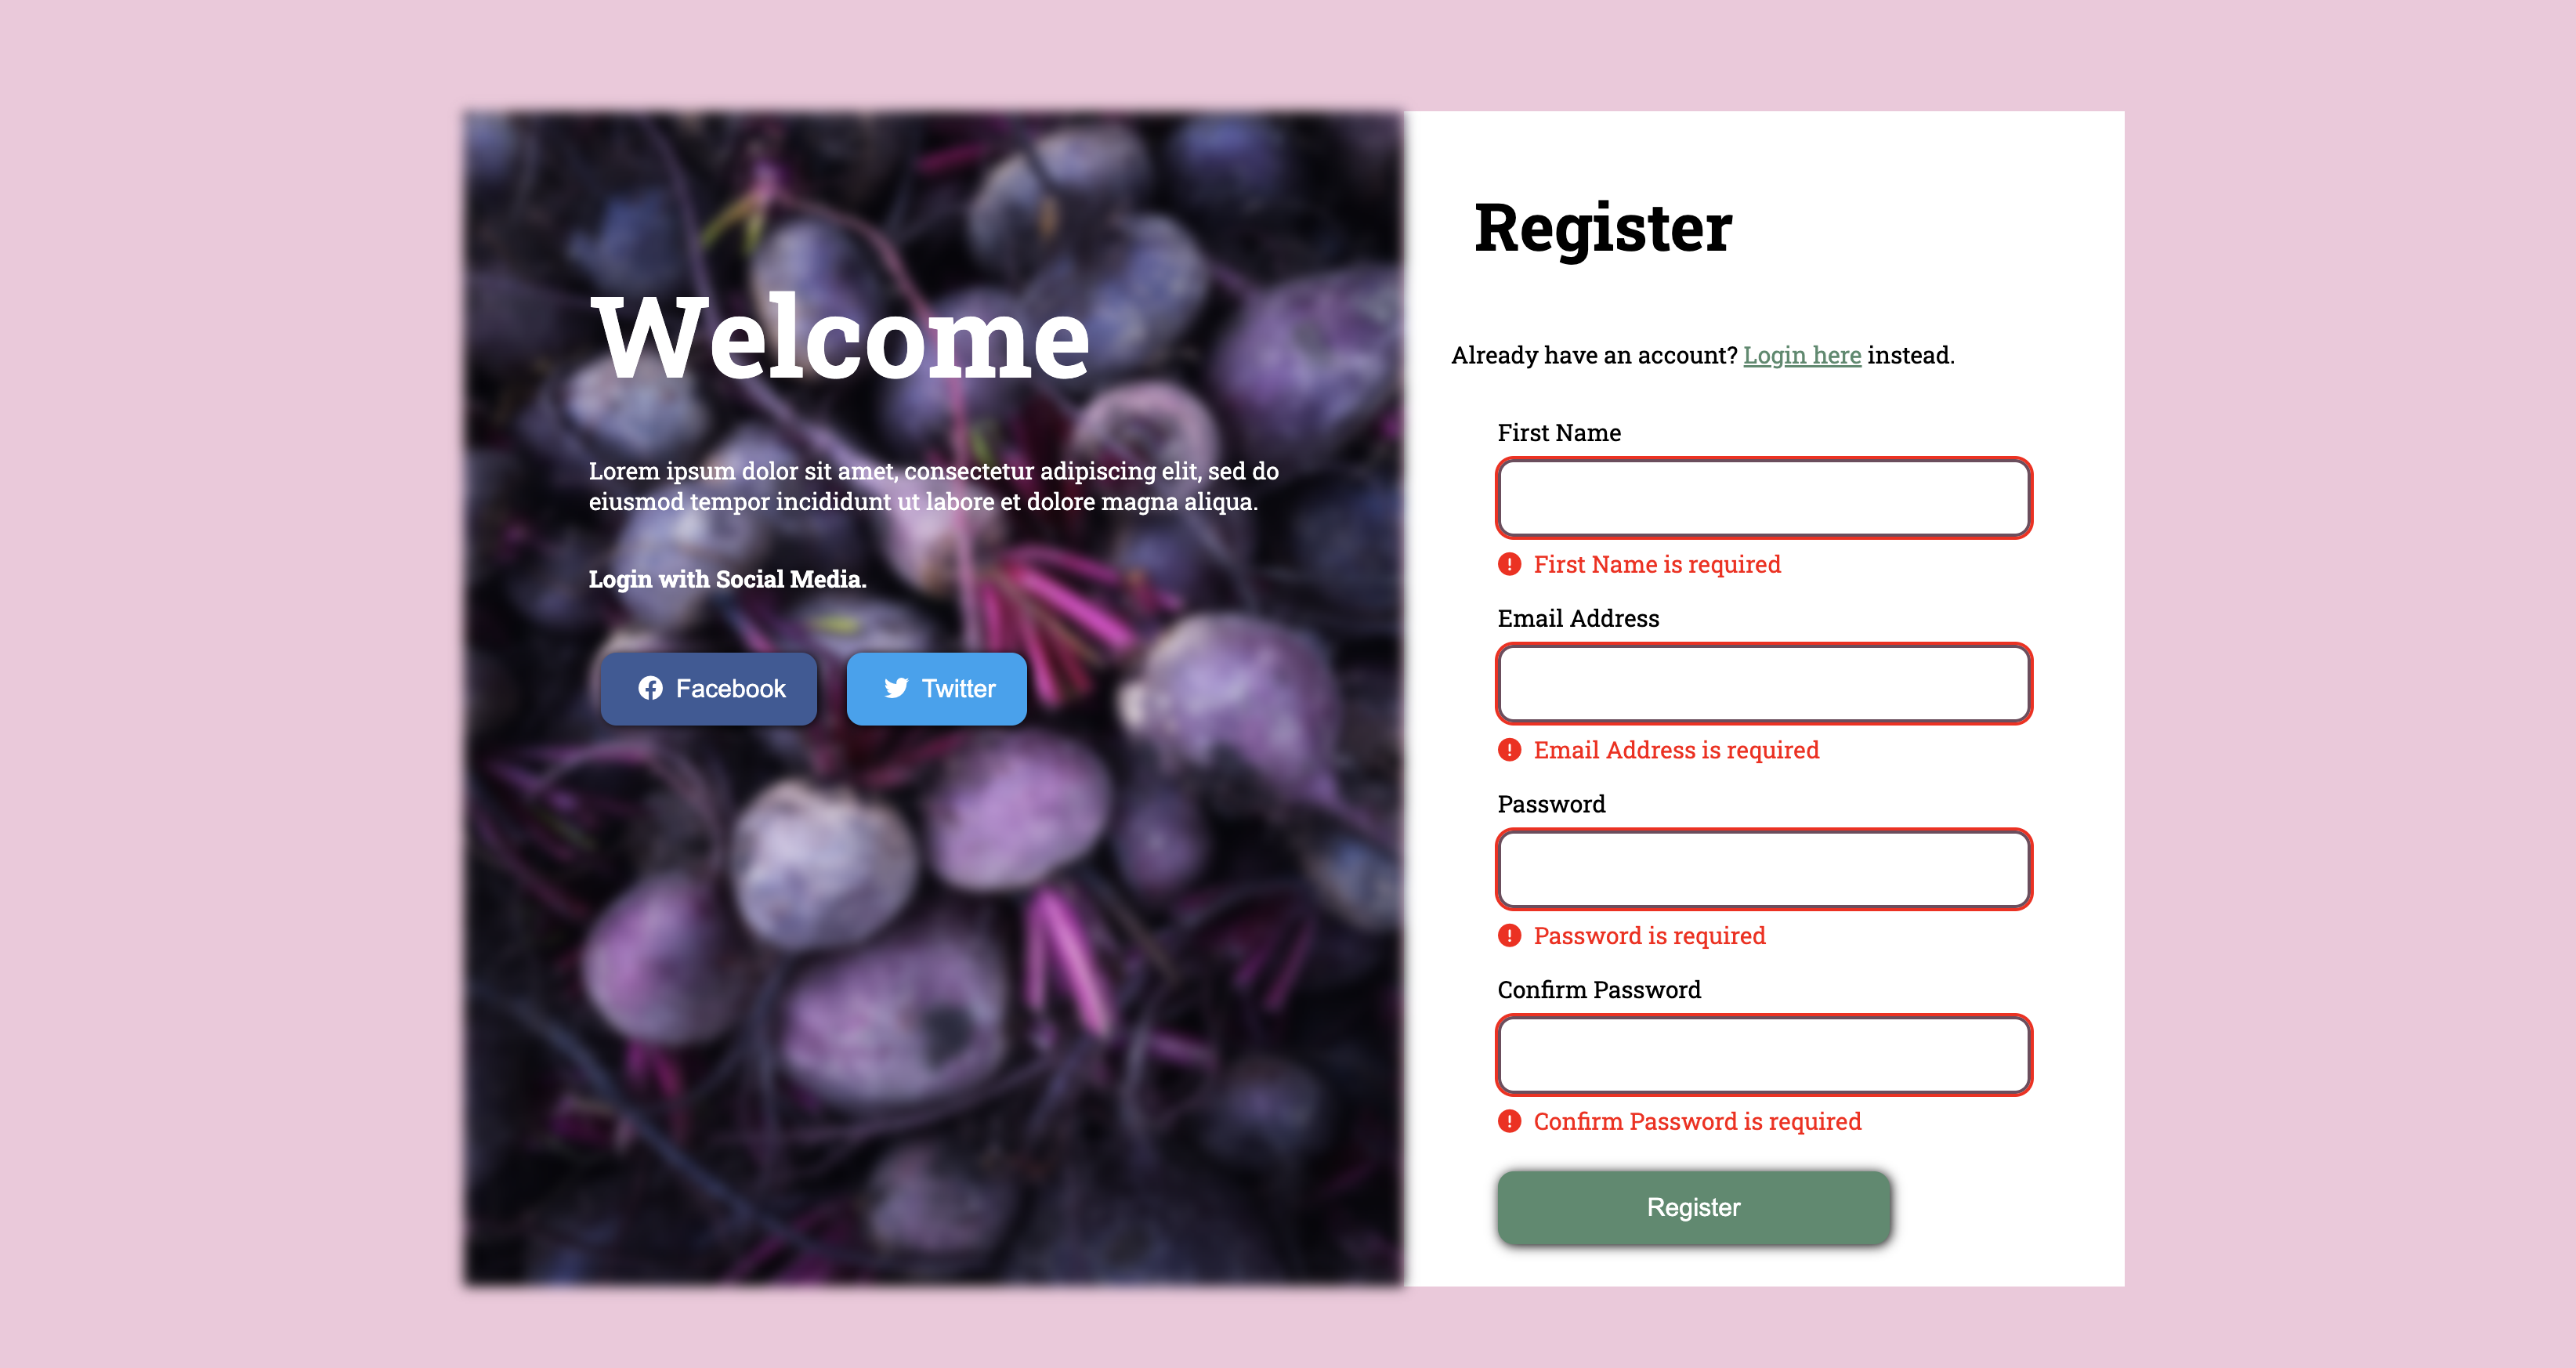 Welcome
Lorem ipsum dolor sit amet, consectetur adipiscing elit, sed do
eiusmod tempor incididunt ut labore et dolore magna aliqua.
Login with Social Media.
Facebook
Twitter
Register
Already have an account? Login here instead.
First Name
First Name is required
Email Address
Email Address is required
Password
Password is required
Confirm Password
Confirm Password is required
Register